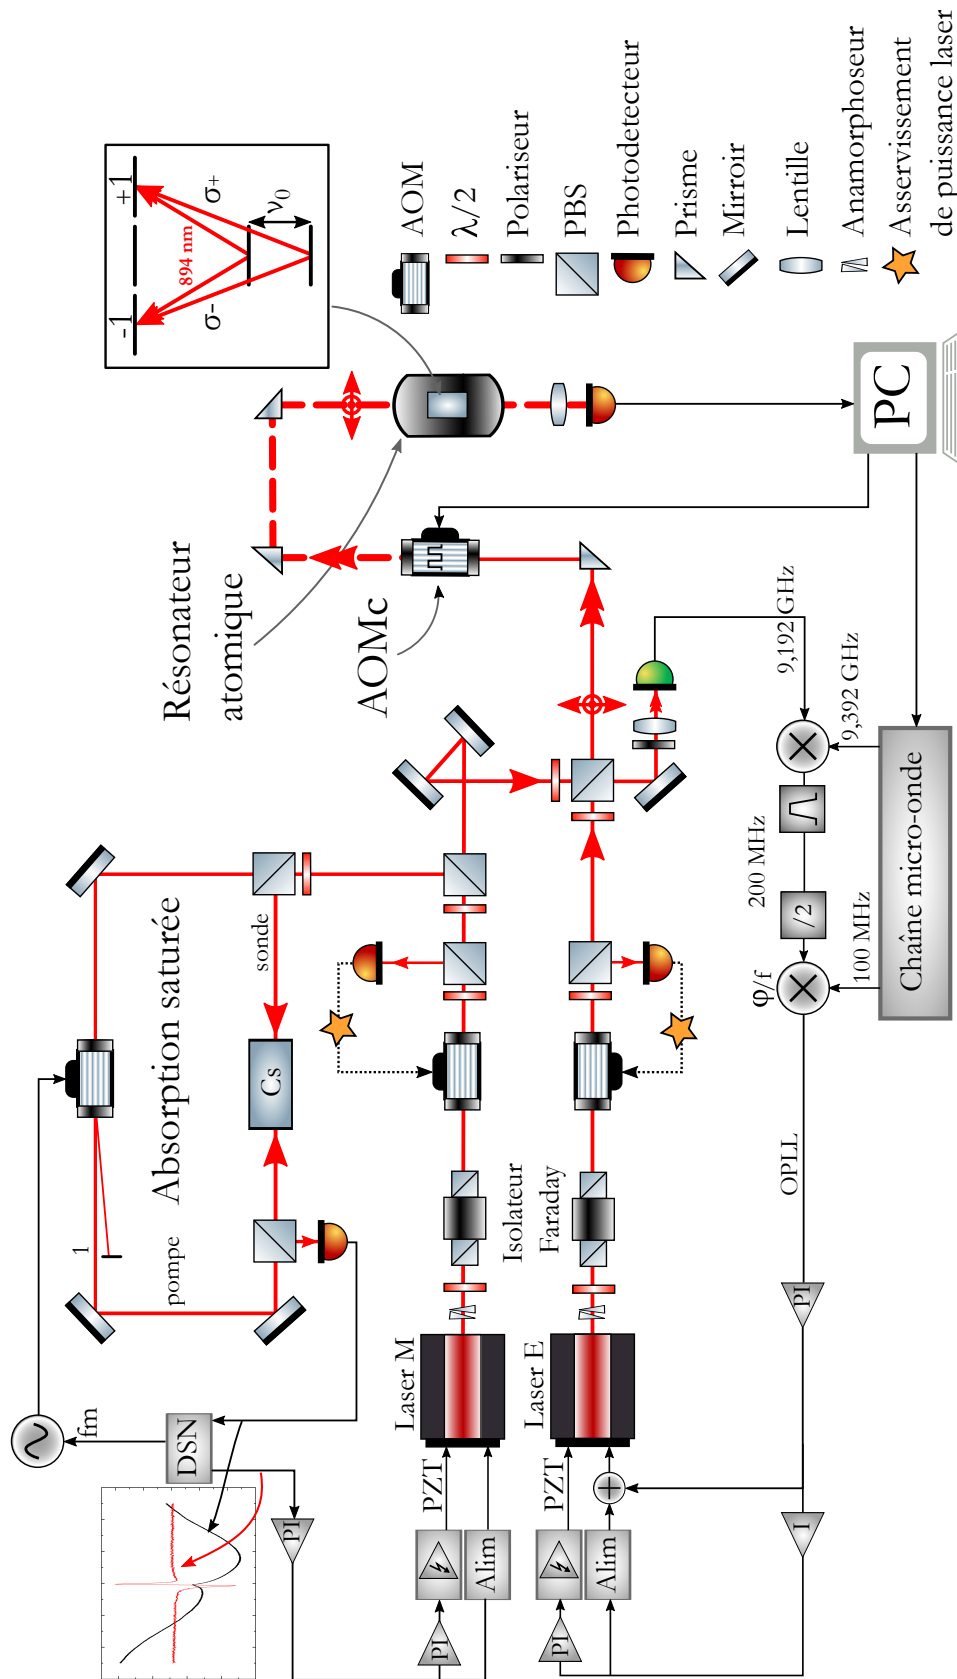 fm
DSN
PI
PI
PZT
Alim
Laser M
pompe
1
Absorption saturée
sonde
Cs
Isolateur
Faraday
PI
PZT
Alim
Laser E
I
PI
OPLL
φ/f
/2
200 MHz
100 MHz
Chaîne micro-onde
9,392 GHz
9,192 GHz
Résonateur
atomique
AOMc
PC
-1
+1
σ-
σ+
894 nm
ν0
AOM
λ/2
Polariseur
PBS
Photodetecteur
Prisme
Mirroir
Lentille
Anamorphoseur
Asservissement
de puissance laser